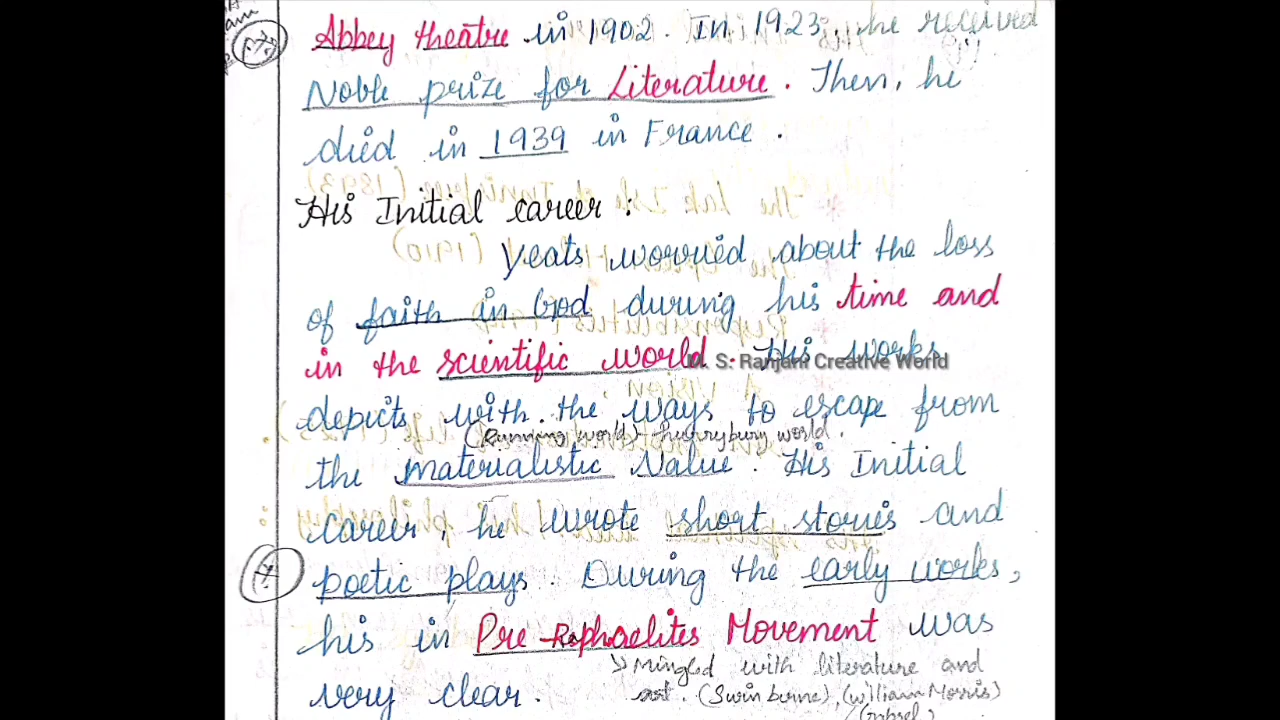 am
Abbey theatre in 1902. In 1923, he received
Noble prize for Literature. Then, he
died in 1939 in France.
His Initial career:
Yeats worried about the loss
of faith in God during his time and
in the scientific world. His works
M. S. Ranjani Creative World
depicts with the ways to escape from
(Running world) hurryburry world.
the materialistic Value. His Initial
career, he wrote short stories and
poetic plays. During the early works,
his in Pre-Raphaelites Movement was
Mingled with literature and
very clear.
art. (Swinburne), (William Morris)